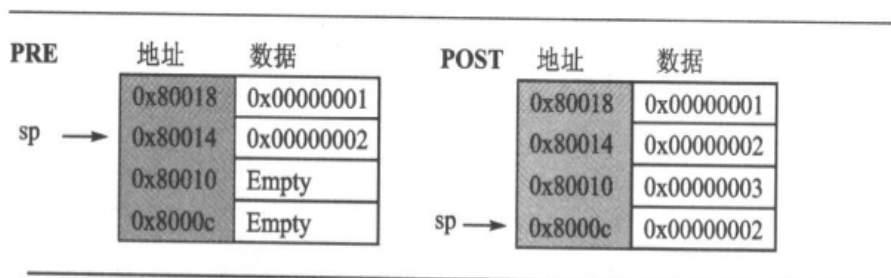 PRE 地址 数据
0x80018 0x00000001
sp 0x80014 0x00000002
0x80010 Empty
0x8000c Empty
POST 地址 数据
0x80018 0x00000001
0x80014 0x00000002
0x80010 0x00000003
sp 0x8000c 0x00000002